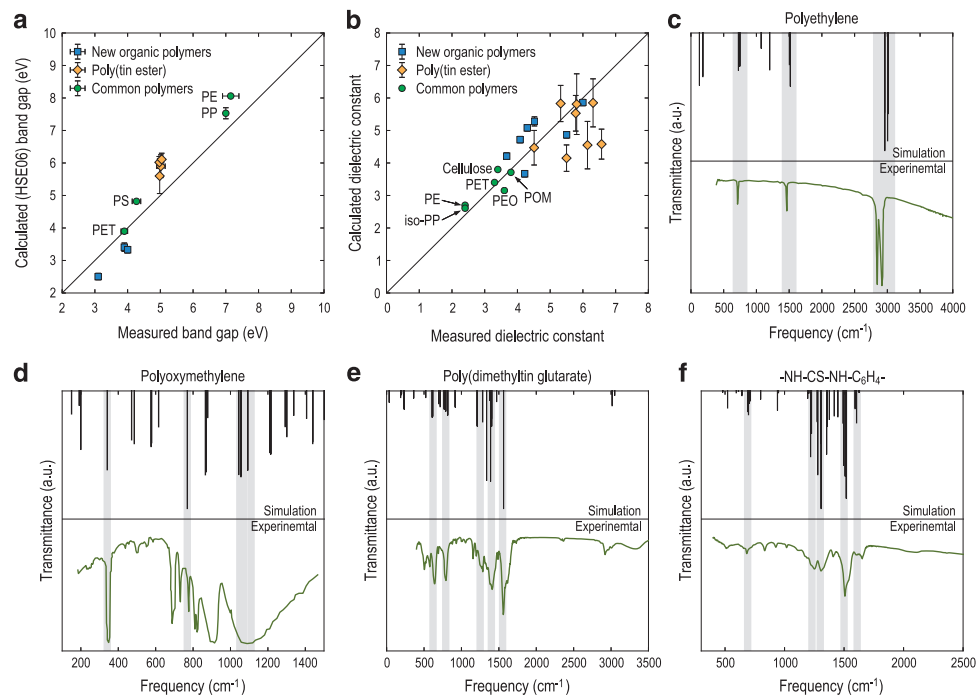 a
Calculated (HSE06) band gap (eV)
10
9
8
7
6
5
4
3
2
New organic polymers
Poly(tin ester)
Common polymers
PE
PP
PS
PET
2 3 4 5 6 7 8 9 10
Measured band gap (eV)
b
Calculated dielectric constant
8
7
6
5
4
3
2
1
0
New organic polymers
Poly(tin ester)
Common polymers
Cellulose
PET
PE
iso-PP
PEO
POM
0 1 2 3 4 5 6 7 8
Measured dielectric constant
c
Polyethylene
Transmittance (a.u.)
Simulation
Experinemtal
0 500 1000 1500 2000 2500 3000 3500 4000
Frequency (cm-1)
d
Polyoxymethylene
Transmittance (a.u.)
Simulation
Experinemtal
200 400 600 800 1000 1200 1400
Frequency (cm-1)
e
Poly(dimethyltin glutarate)
Transmittance (a.u.)
Simulation
Experinemtal
0 500 1000 1500 2000 2500 3000 3500
Frequency (cm-1)
f
-NH-CS-NH-C6H4-
Transmittance (a.u.)
Simulation
Experinemtal
500 1000 1500 2000 2500
Frequency (cm-1)